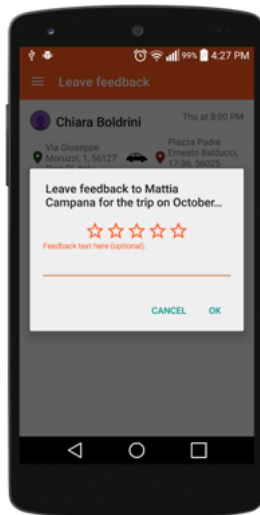 99% 4:27 PM
Leave feedback
Chiara Boldrini
Thu at 8:00 PM
Via Giuseppe
Moruzzi, 1, 56127
Piazza Padre
Ernesto Balducci,
17-36, 56025
Leave feedback to Mattia
Campana for the trip on October...
Feedback text here (optional).
CANCEL OK